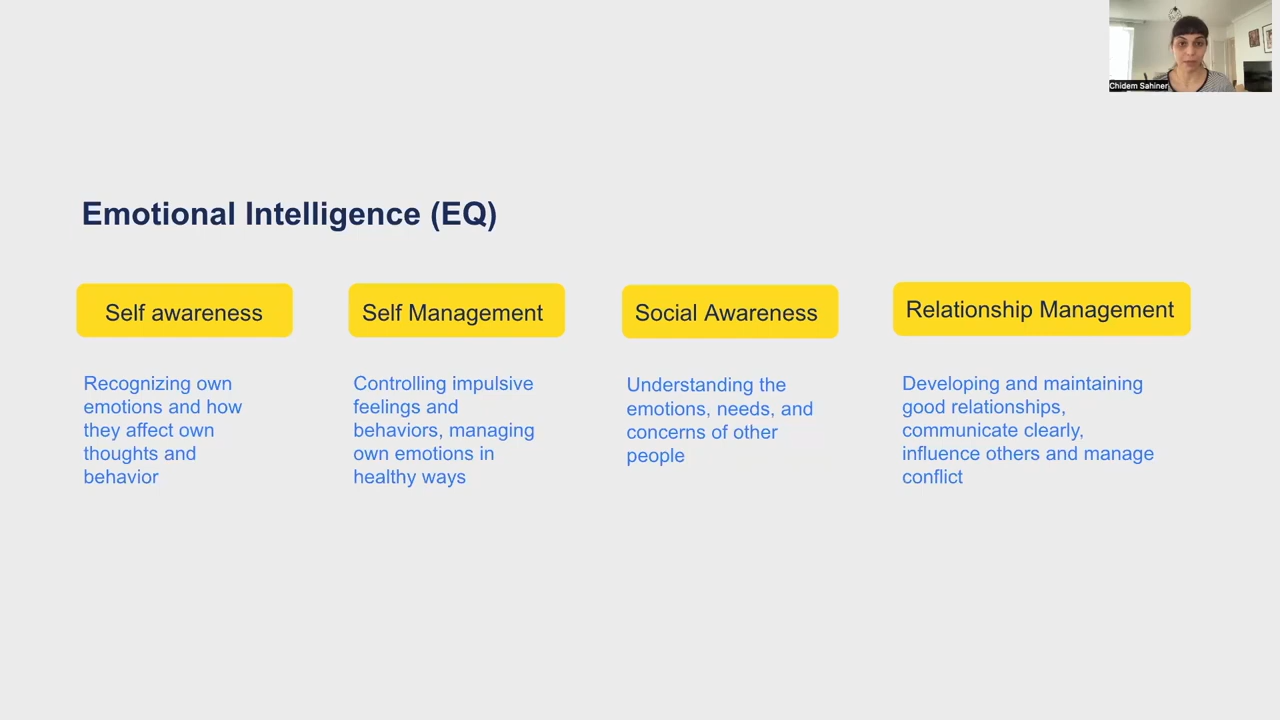 Chidem Sahiner
Emotional Intelligence (EQ)
Self awareness
Recognizing own
emotions and how
they affect own
thoughts and
behavior
Self Management
Controlling impulsive
feelings and
behaviors, managing
own emotions in
healthy ways
Social Awareness
Understanding the
emotions, needs, and
concerns of other
people
Relationship Management
Developing and maintaining
good relationships,
communicate clearly,
influence others and manage
conflict